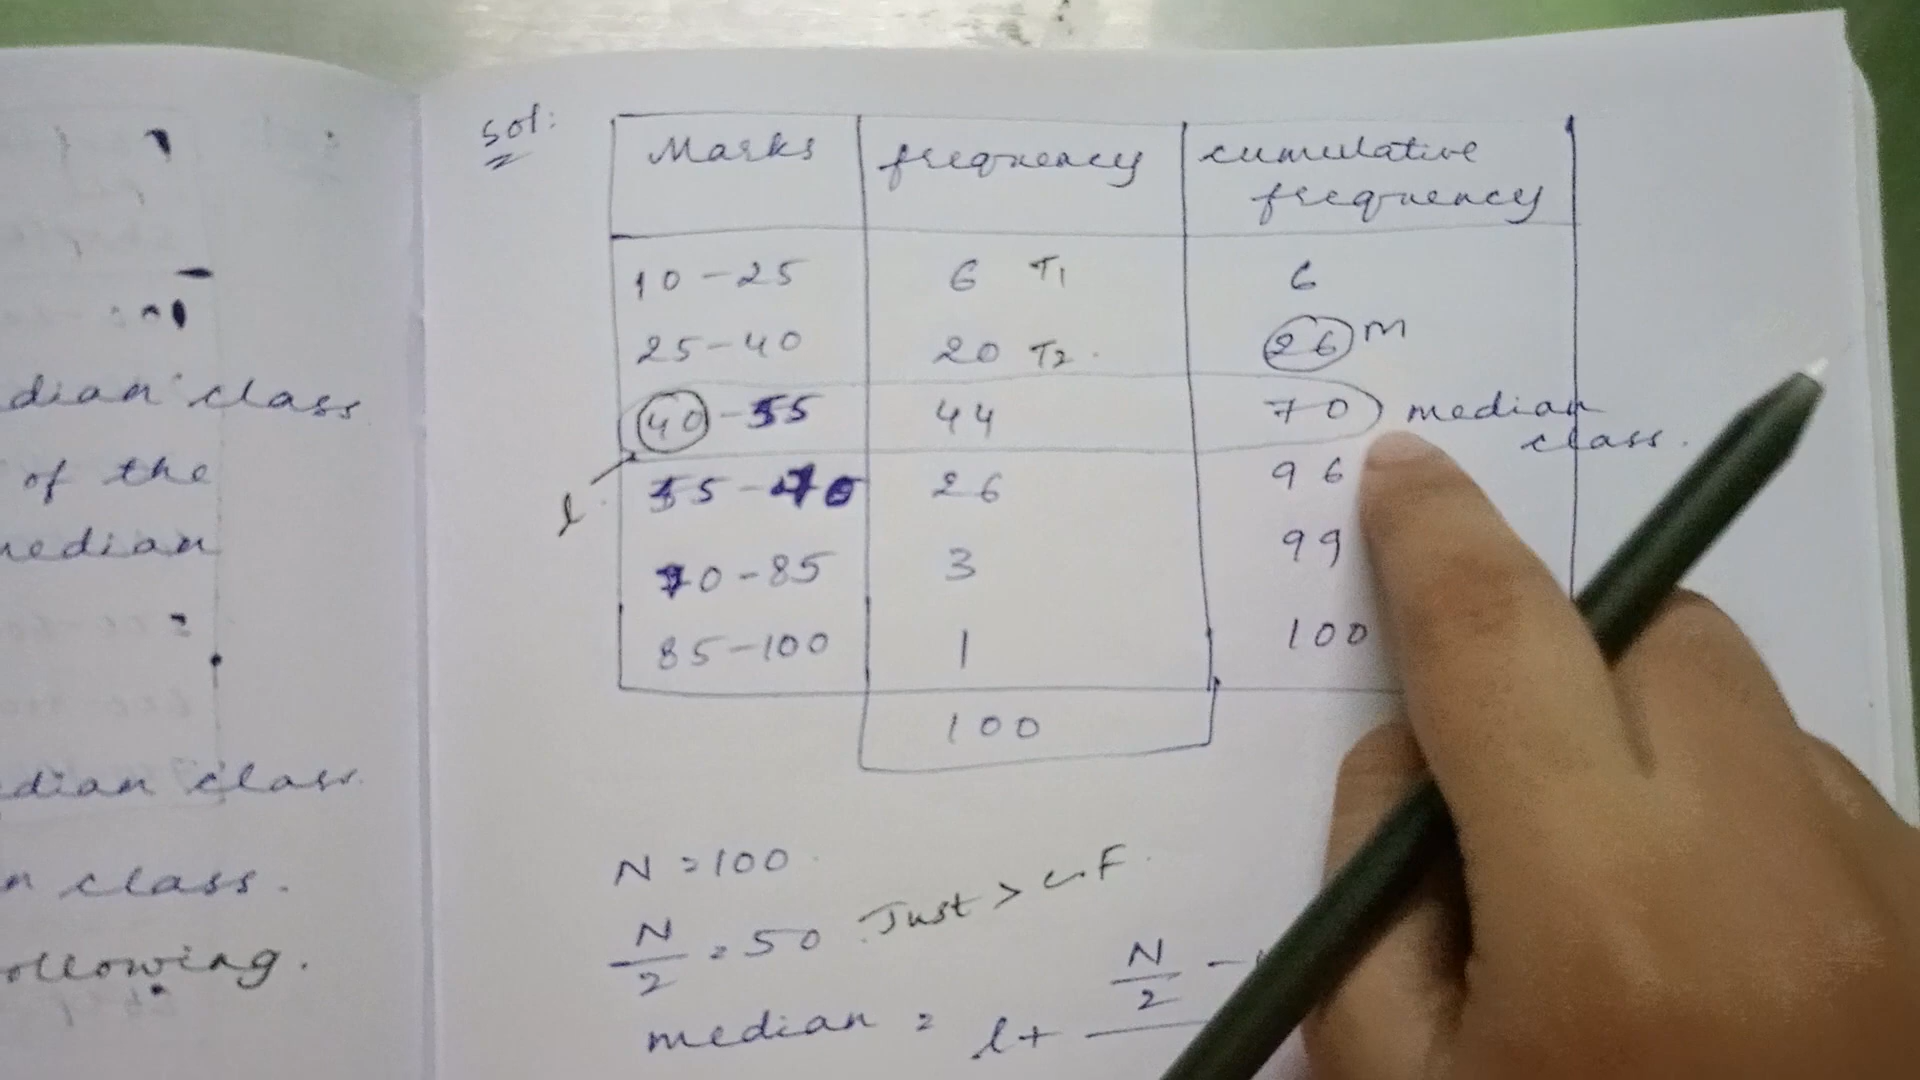 dian class
of the
median
dian class.
n class.
ollowing.
Sol:
Marks frequency cumulative frequency
10-25 6 T1 6
25-40 20 T2 26 m
40-55 44 70 median class.
l
55-70 26 96
70-85 3 99
85-100 1 100
100
N = 100
N/2 = 50 Just > C.F.
median = l + N/2 -